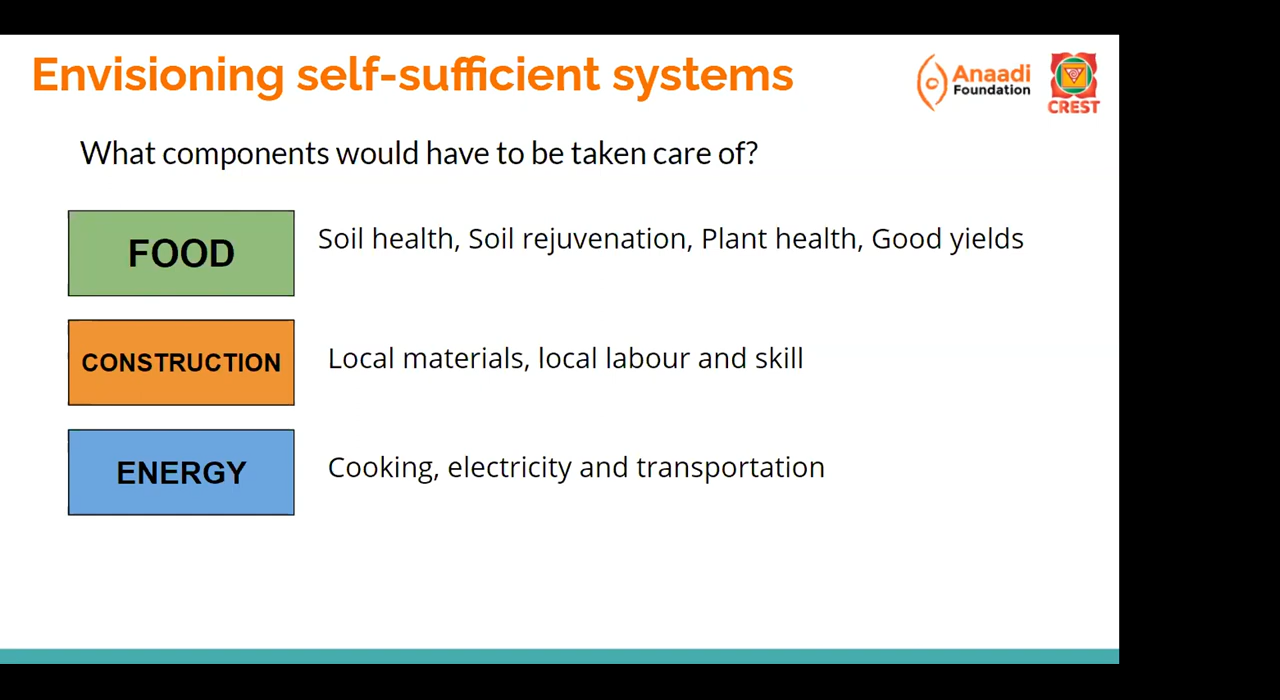 Envisioning self-sufficient systems
Anaadi
Foundation
CREST
What components would have to be taken care of?
FOOD
Soil health, Soil rejuvenation, Plant health, Good yields
CONSTRUCTION
Local materials, local labour and skill
ENERGY
Cooking, electricity and transportation